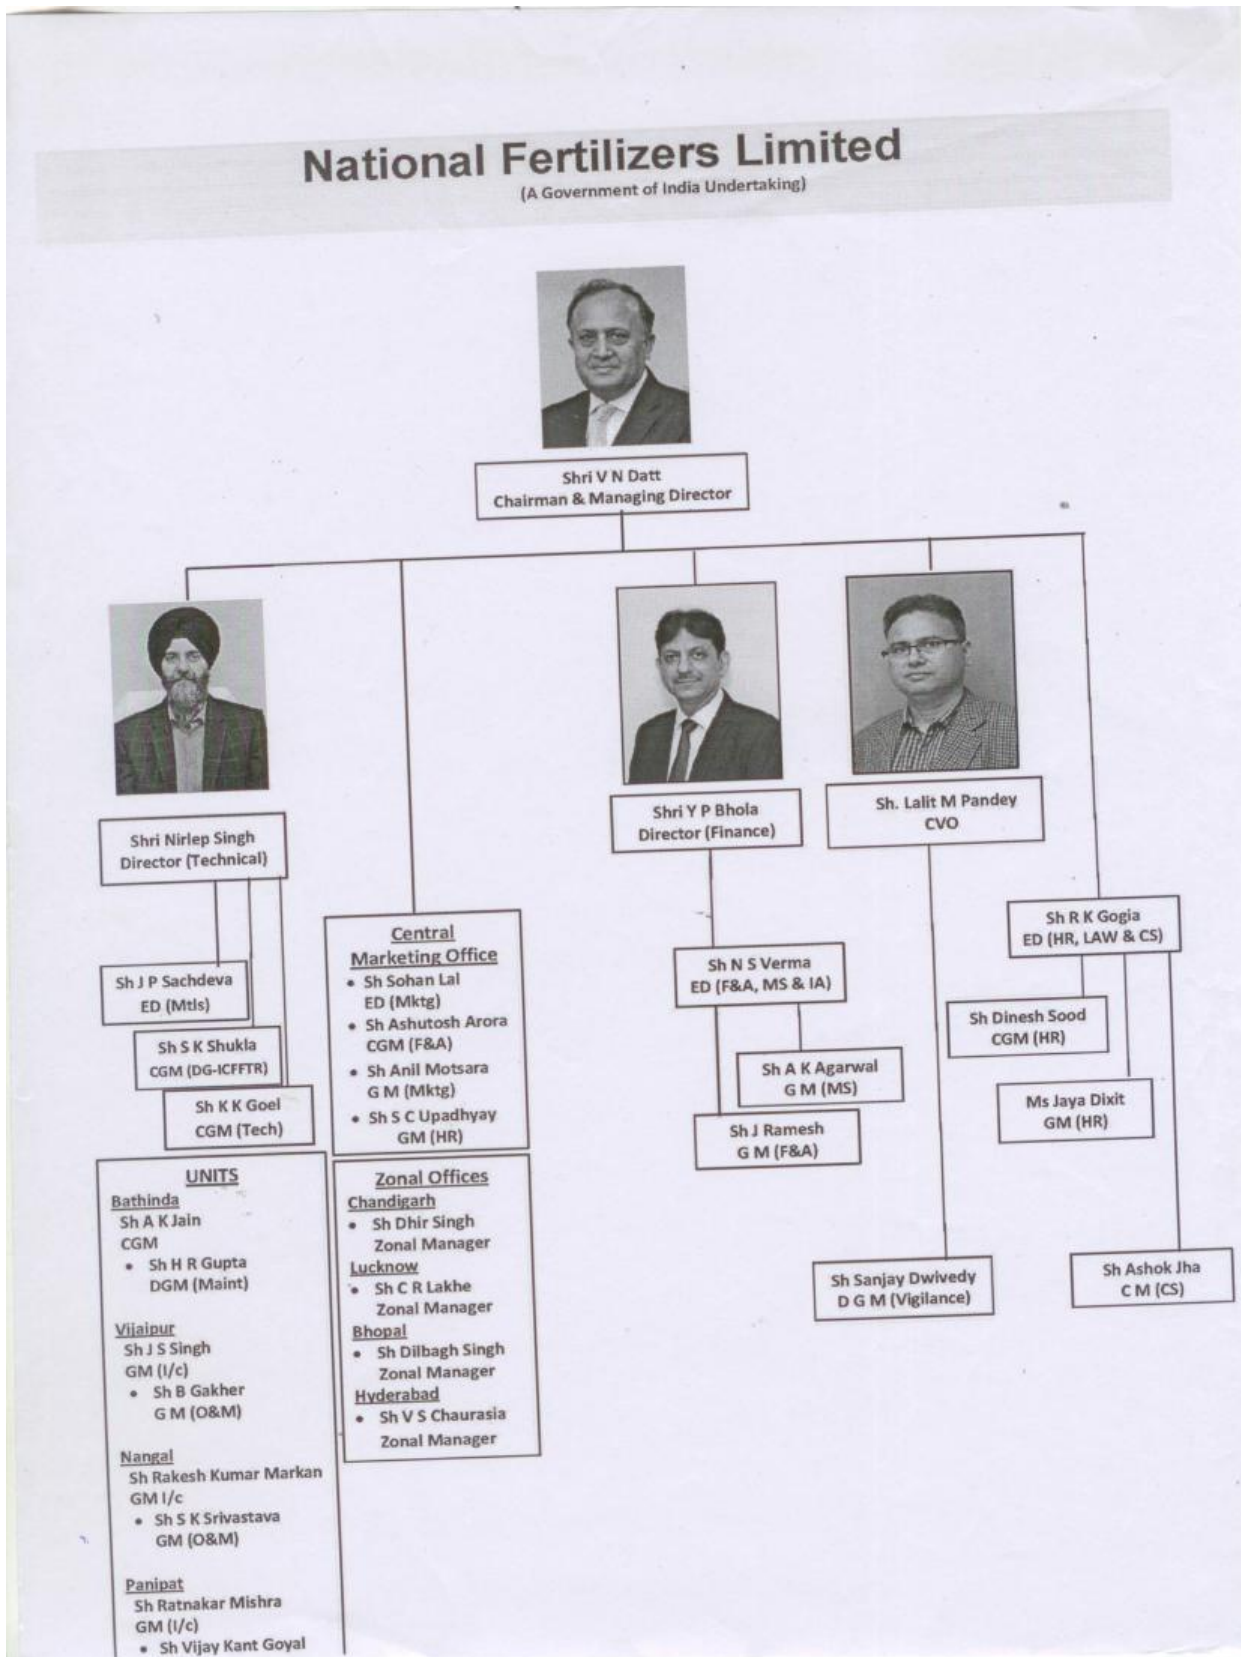 National Fertilizers Limited
(A Government of India Undertaking)
Shri V N Datt
Chairman & Managing Director
Shri Nirlep Singh
Director (Technical)
Sh J P Sachdeva
ED (Mtls)
Sh S K Shukla
CGM (DG-ICFFTR)
Sh K K Goel
CGM (Tech)
UNITS
Bathinda
Sh A K Jain
CGM
• Sh H R Gupta
DGM (Maint)
Vijaipur
Sh J S Singh
GM (I/c)
• Sh B Gakher
G M (O&M)
Nangal
Sh Rakesh Kumar Markan
GM I/c
• Sh S K Srivastava
GM (O&M)
Panipat
Sh Ratnakar Mishra
GM (I/c)
• Sh Vijay Kant Goyal
Central
Marketing Office
• Sh Sohan Lal
ED (Mktg)
• Sh Ashutosh Arora
CGM (F&A)
• Sh Anil Motsara
G M (Mktg)
• Sh S C Upadhyay
GM (HR)
Zonal Offices
Chandigarh
• Sh Dhir Singh
Zonal Manager
Lucknow
• Sh C R Lakhe
Zonal Manager
Bhopal
• Sh Dilbagh Singh
Zonal Manager
Hyderabad
• Sh V S Chaurasia
Zonal Manager
Shri Y P Bhola
Director (Finance)
Sh N S Verma
ED (F&A, MS & IA)
Sh A K Agarwal
G M (MS)
Sh J Ramesh
G M (F&A)
Sh. Lalit M Pandey
CVO
Sh Sanjay Dwivedy
D G M (Vigilance)
Sh R K Gogia
ED (HR, LAW & CS)
Sh Dinesh Sood
CGM (HR)
Ms Jaya Dixit
GM (HR)
Sh Ashok Jha
C M (CS)